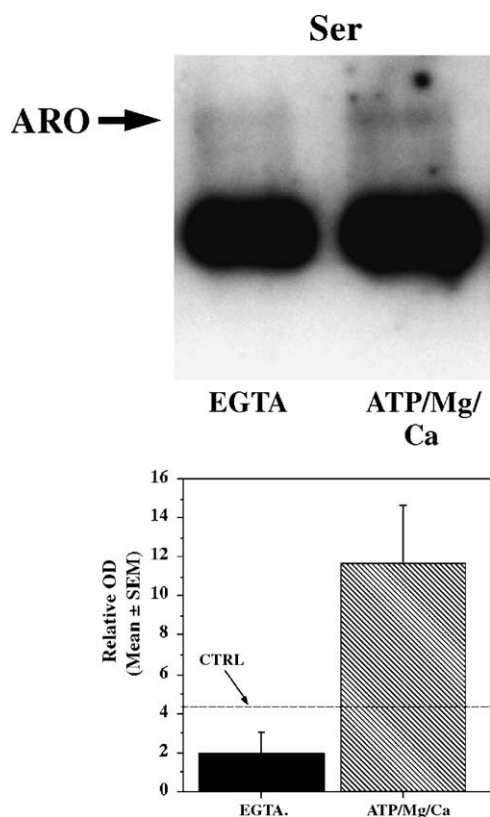 Ser
ARO
EGTA
ATP/Mg/
Ca
Relative OD
(Mean ± SEM)
16
14
12
10
8
6
4
2
0
CTRL
EGTA.
ATP/Mg/Ca